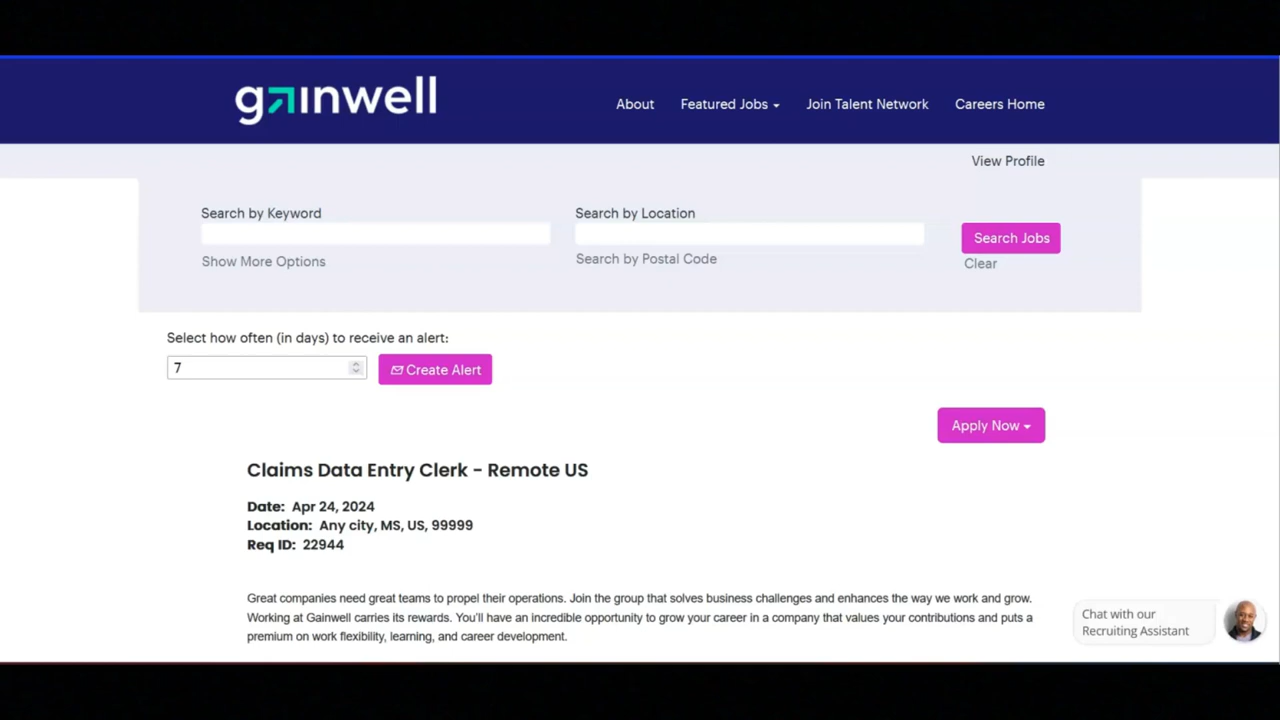 gainwell
About Featured Jobs Join Talent Network Careers Home
View Profile
Search by Keyword Search by Location
Search Jobs
Show More Options Search by Postal Code
Clear
Select how often (in days) to receive an alert:
7 Create Alert
Apply Now
Claims Data Entry Clerk - Remote US
Date: Apr 24, 2024
Location: Any city, MS, US, 99999
Req ID: 22944
Great companies need great teams to propel their operations. Join the group that solves business challenges and enhances the way we work and grow.
Working at Gainwell carries its rewards. You'll have an incredible opportunity to grow your career in a company that values your contributions and puts a
premium on work flexibility, learning, and career development.
Chat with our
Recruiting Assistant